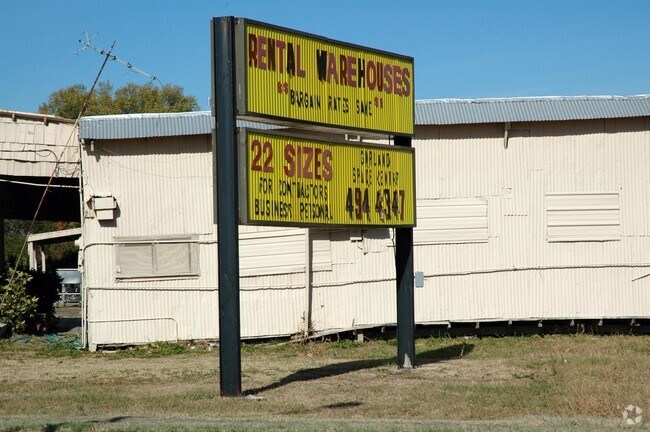 RENTAL WAREHOUSES
"BARGAIN RATES SAVE"
22 SIZES
FOR CONTRACTORS
BUSINESS PERSONAL
GARLAND
494 4347